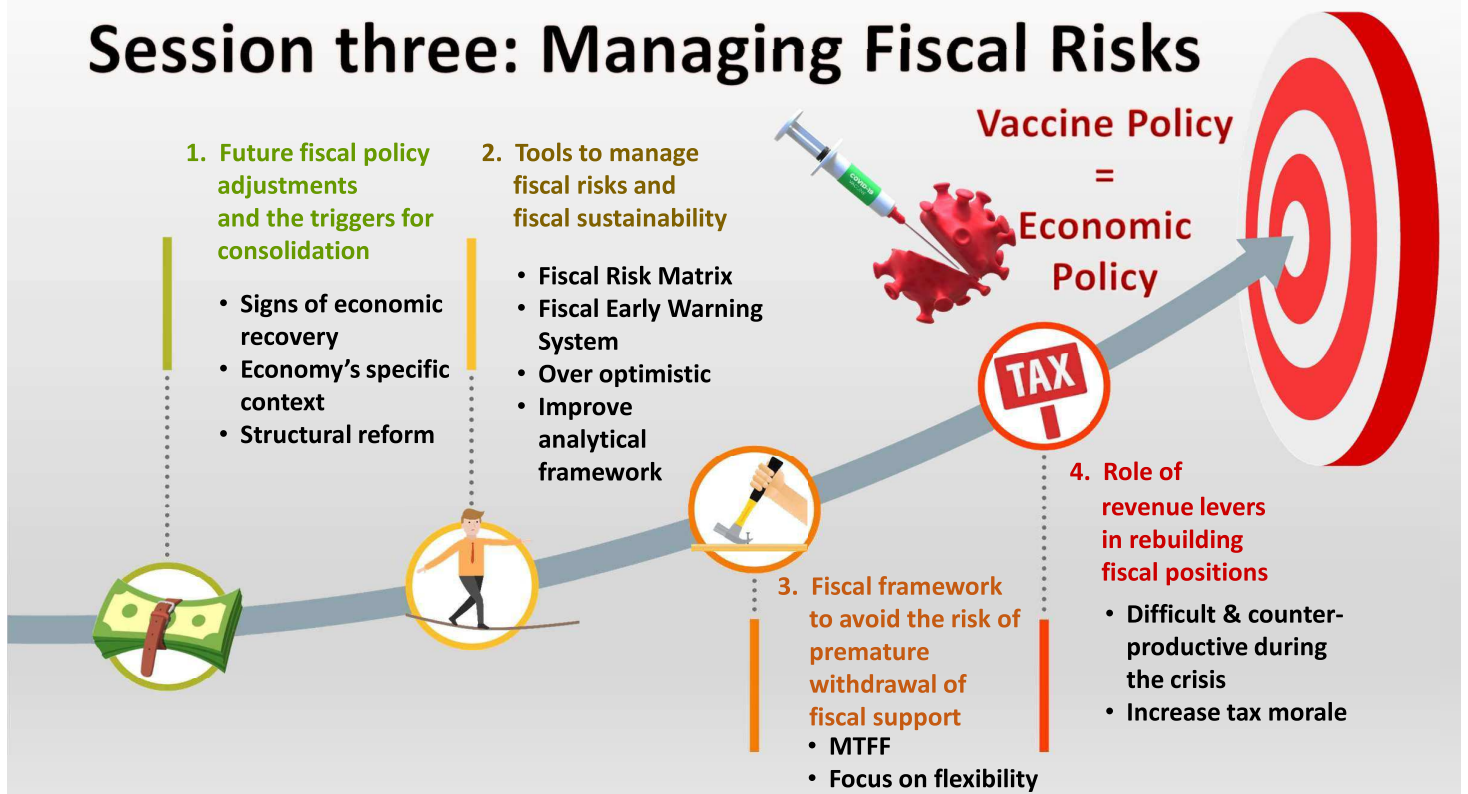 Session three: Managing Fiscal Risks
Vaccine Policy
=
Economic
Policy
COVID-19
1. Future fiscal policy
adjustments
and the triggers for
consolidation
• Signs of economic
recovery
• Economy's specific
context
• Structural reform
2. Tools to manage
fiscal risks and
fiscal sustainability
• Fiscal Risk Matrix
• Fiscal Early Warning
System
• Over optimistic
• Improve
analytical
framework
3. Fiscal framework
to avoid the risk of
premature
withdrawal of
fiscal support
• MTFF
• Focus on flexibility
TAX
4. Role of
revenue levers
in rebuilding
fiscal positions
• Difficult & counter-
productive during
the crisis
• Increase tax morale